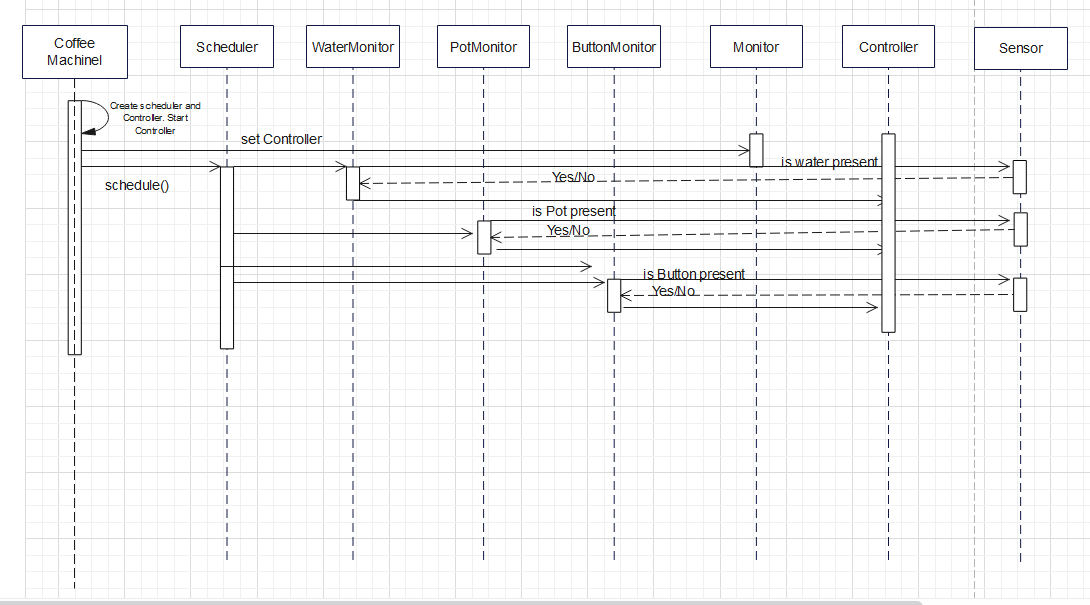 Coffee
Machinel
Scheduler
WaterMonitor
PotMonitor
ButtonMonitor
Monitor
Controller
Sensor
Create scheduler and
Controller. Start
Controller
set Controller
is water present
Yes/No
schedule()
is Pot present
Yes/No
is Button present
Yes/No